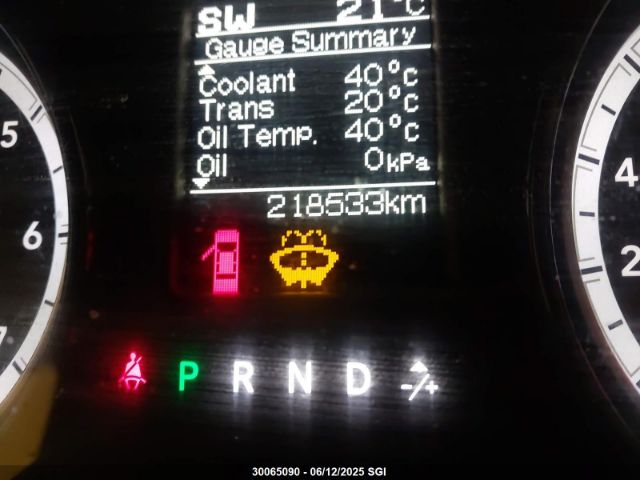 SW 21°C
Gauge Summary
Coolant 40°C
Trans 20°C
Oil Temp. 40°C
Oil 0kPa
218533km
5
6
4
2
P R N D -/+
30065090 - 06/12/2025 SGI